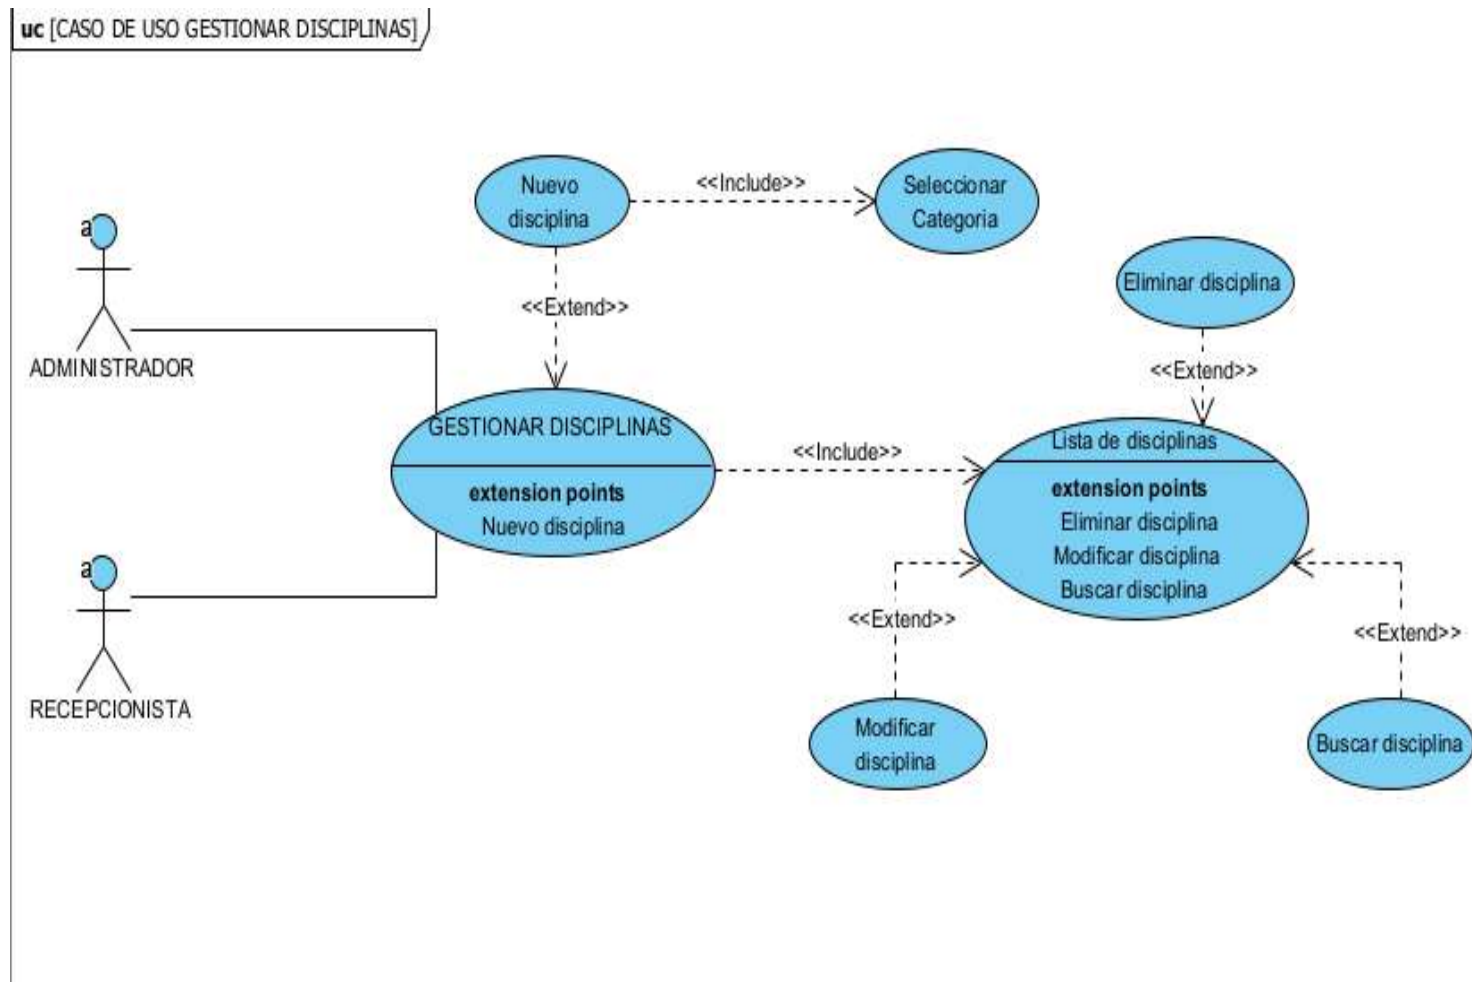 uc [CASO DE USO GESTIONAR DISCIPLINAS]
Nuevo
disciplina
<<Include>>
Seleccionar
Categoria
a
ADMINISTRADOR
<<Extend>>
Eliminar disciplina
<<Extend>>
GESTIONAR DISCIPLINAS
extension points
Nuevo disciplina
<<Include>>
Lista de disciplinas
extension points
Eliminar disciplina
Modificar disciplina
Buscar disciplina
a
RECEPCIONISTA
<<Extend>>
<<Extend>>
Modificar
disciplina
Buscar disciplina